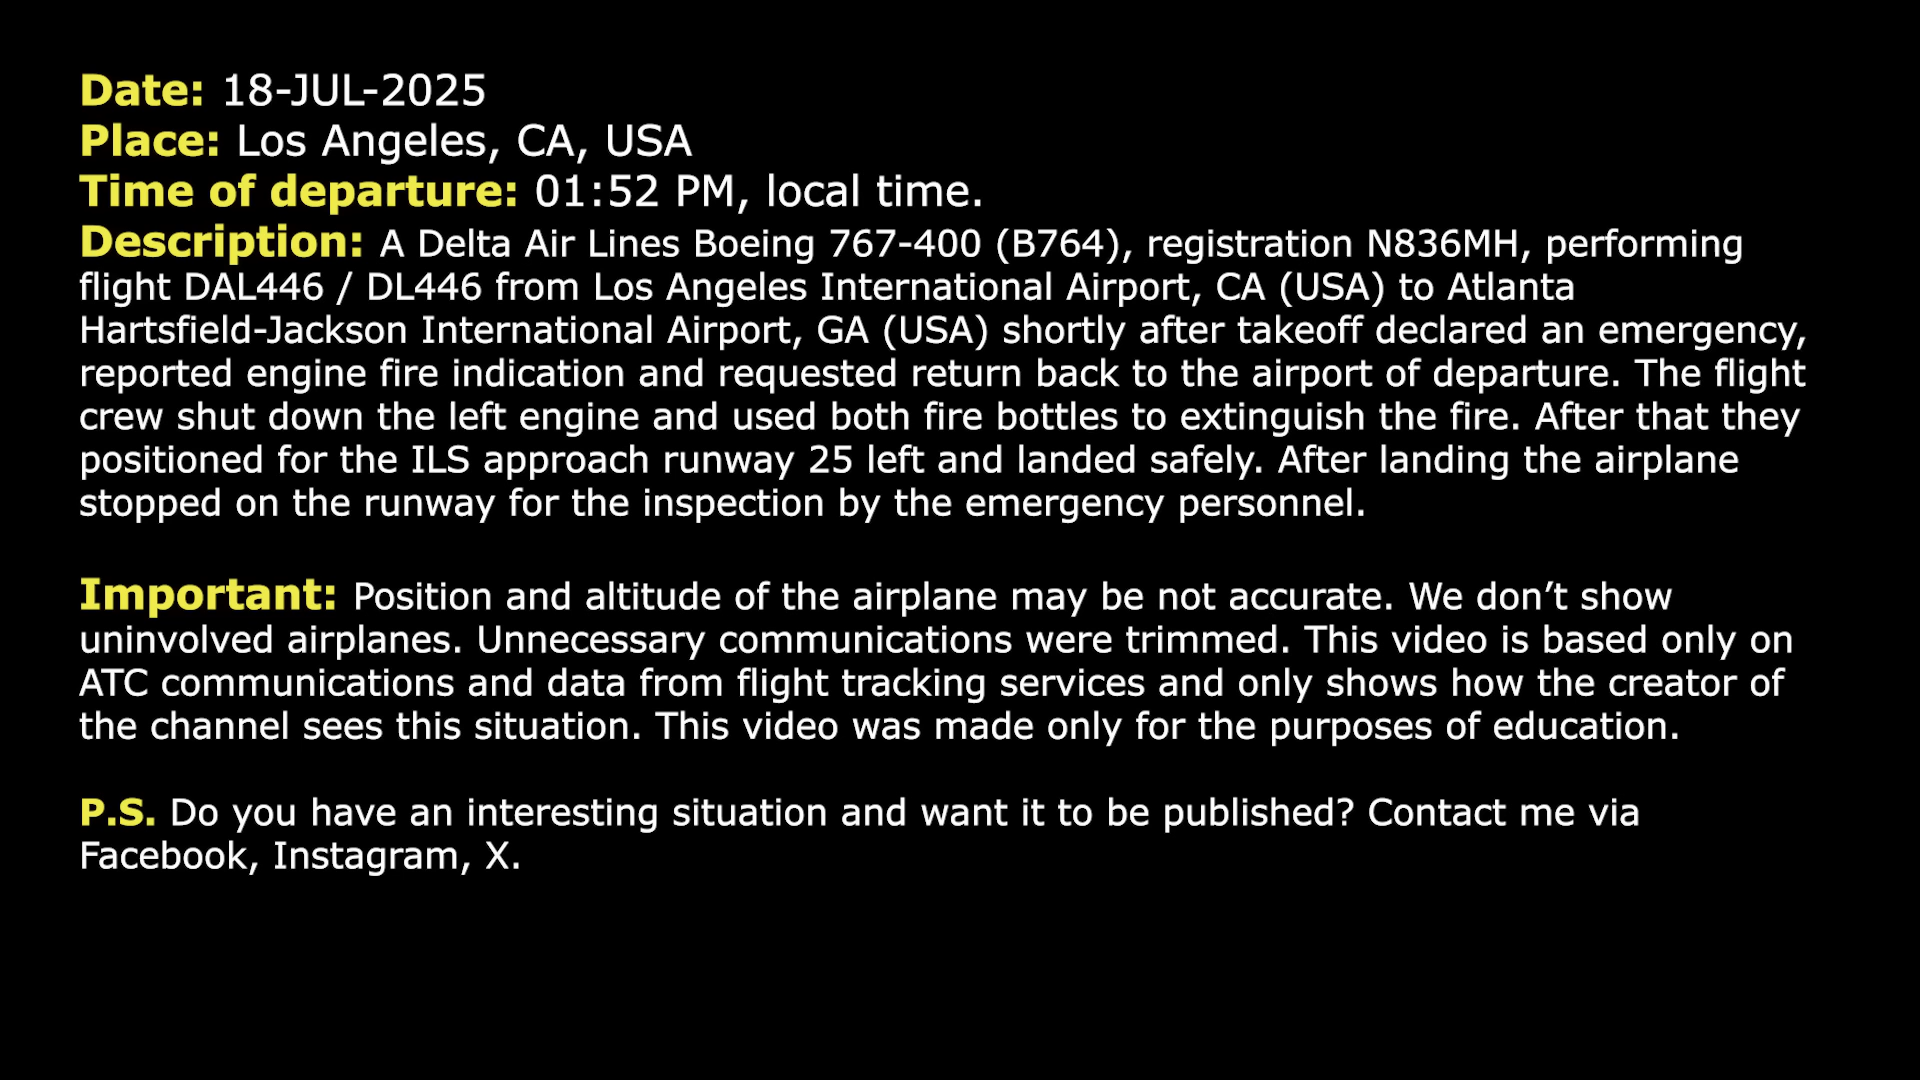 Date: 18-JUL-2025
Place: Los Angeles, CA, USA
Time of departure: 01:52 PM, local time.
Description: A Delta Air Lines Boeing 767-400 (B764), registration N836MH, performing
flight DAL446 / DL446 from Los Angeles International Airport, CA (USA) to Atlanta
Hartsfield-Jackson International Airport, GA (USA) shortly after takeoff declared an emergency,
reported engine fire indication and requested return back to the airport of departure. The flight
crew shut down the left engine and used both fire bottles to extinguish the fire. After that they
positioned for the ILS approach runway 25 left and landed safely. After landing the airplane
stopped on the runway for the inspection by the emergency personnel.
Important: Position and altitude of the airplane may be not accurate. We don’t show
uninvolved airplanes. Unnecessary communications were trimmed. This video is based only on
ATC communications and data from flight tracking services and only shows how the creator of
the channel sees this situation. This video was made only for the purposes of education.
P.S. Do you have an interesting situation and want it to be published? Contact me via
Facebook, Instagram, X.